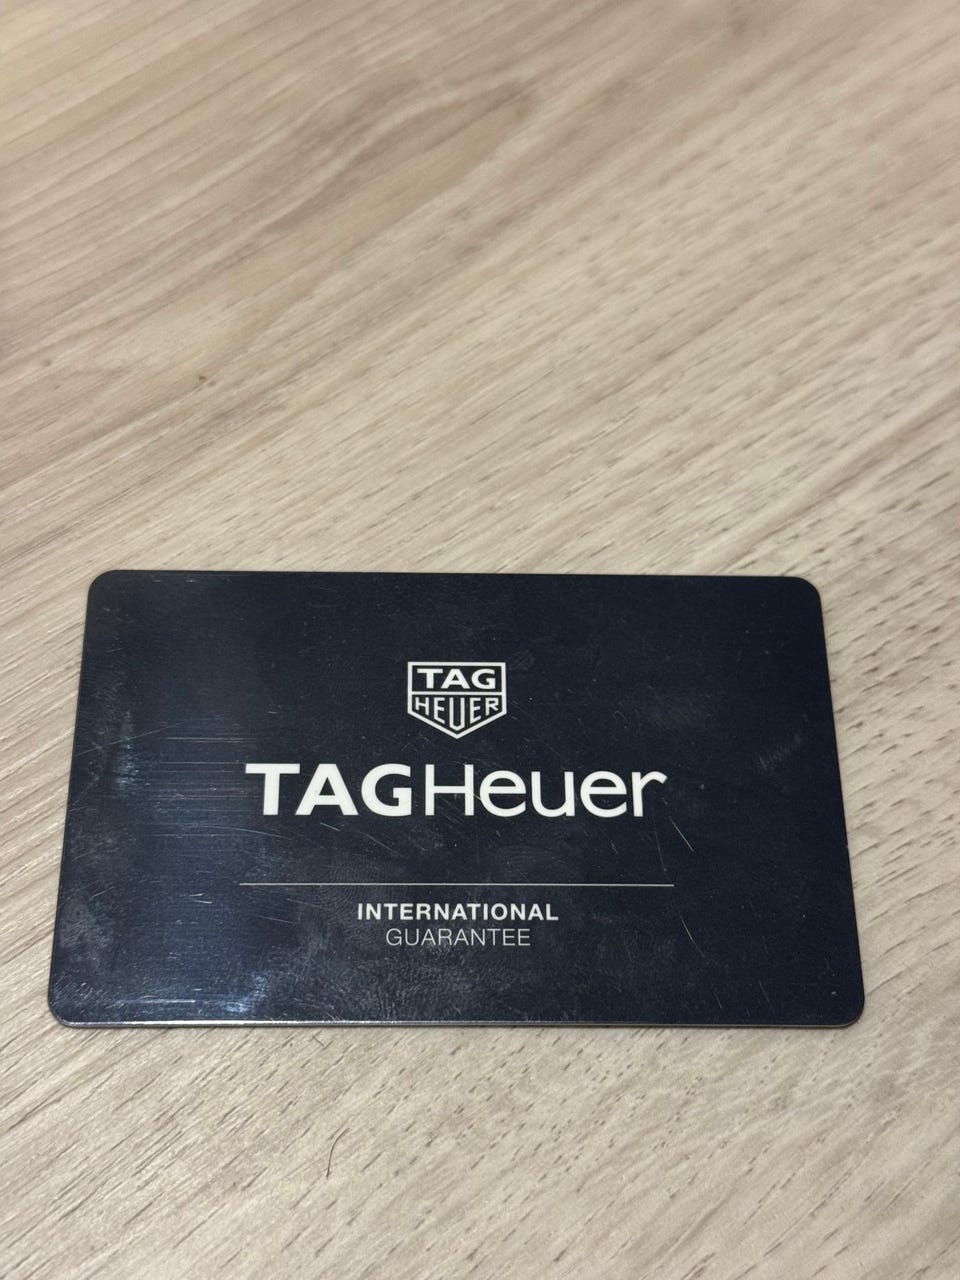 TAG
HEUER
TAGHeuer
INTERNATIONAL
GUARANTEE